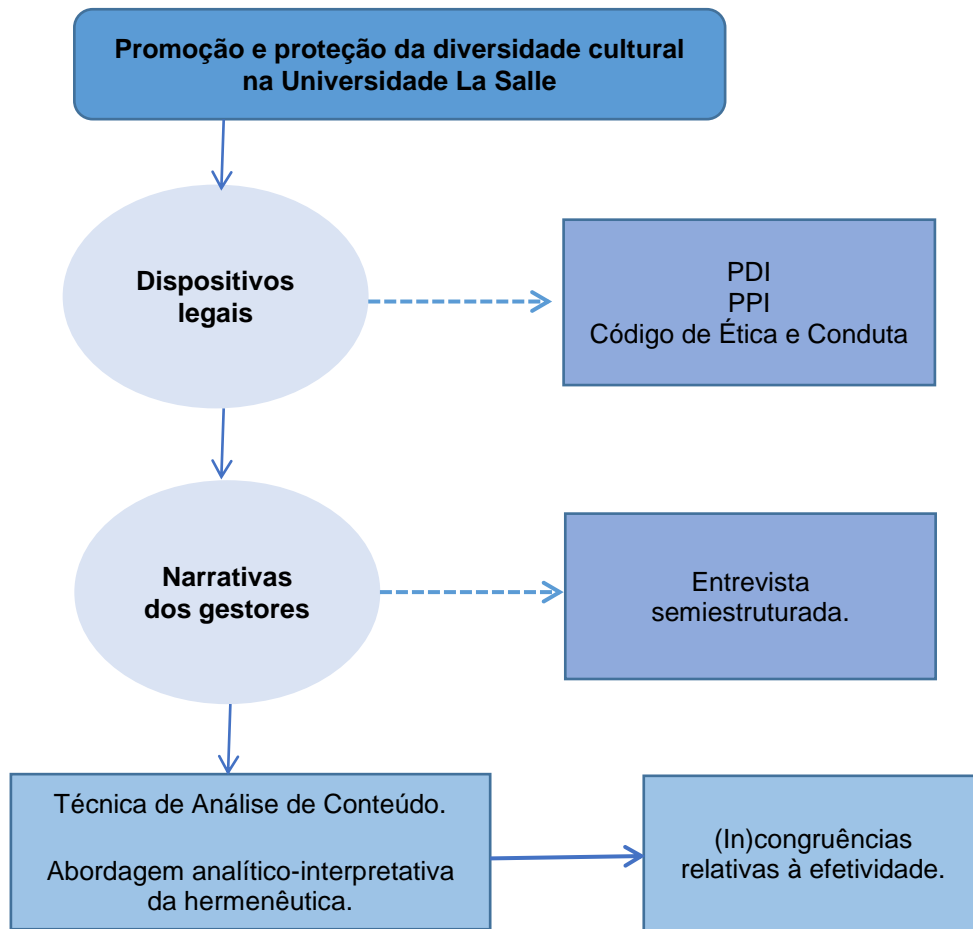 Promoção e proteção da diversidade cultural
na Universidade La Salle
Dispositivos
legais
PDI
PPI
Código de Ética e Conduta
Narrativas
dos gestores
Entrevista
semiestruturada.
Técnica de Análise de Conteúdo.
Abordagem analítico-interpretativa
da hermenêutica.
(In)congruências
relativas à efetividade.